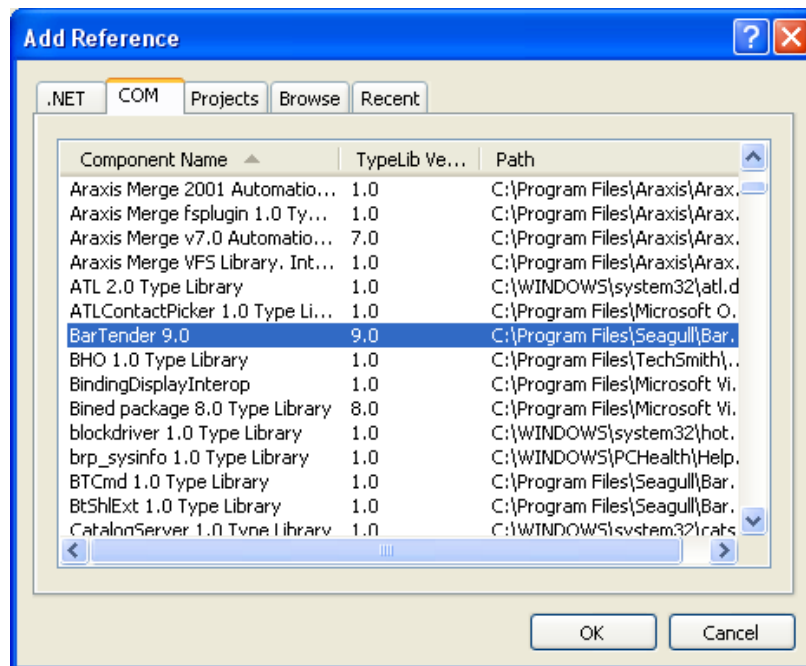 Add Reference
.NET COM Projects Browse Recent
Component Name TypeLib Ve... Path
Araxis Merge 2001 Automatio... 1.0 C:\Program Files\Araxis\Arax.
Araxis Merge fsplugin 1.0 Ty... 1.0 C:\Program Files\Araxis\Arax.
Araxis Merge v7.0 Automatio... 7.0 C:\Program Files\Araxis\Arax.
Araxis Merge VFS Library. Int... 1.0 C:\Program Files\Araxis\Arax.
ATL 2.0 Type Library 1.0 C:\WINDOWS\system32\atl.d
ATLContactPicker 1.0 Type Li... 1.0 C:\Program Files\Microsoft O.
BarTender 9.0 9.0 C:\Program Files\Seagull\Bar.
BHO 1.0 Type Library 1.0 C:\Program Files\TechSmith\..
BindingDisplayInterop 1.0 C:\Program Files\Microsoft Vi.
Bined package 8.0 Type Library 8.0 C:\Program Files\Microsoft Vi.
blockdriver 1.0 Type Library 1.0 C:\WINDOWS\system32\hot.
brp_sysinfo 1.0 Type Library 1.0 C:\WINDOWS\PCHealth\Help.
BTCmd 1.0 Type Library 1.0 C:\Program Files\Seagull\Bar.
BtShlExt 1.0 Type Library 1.0 C:\Program Files\Seagull\Bar.
CatalogServer 1.0 Type Library 1.0 C:\WINDOWS\system32\cats
OK Cancel